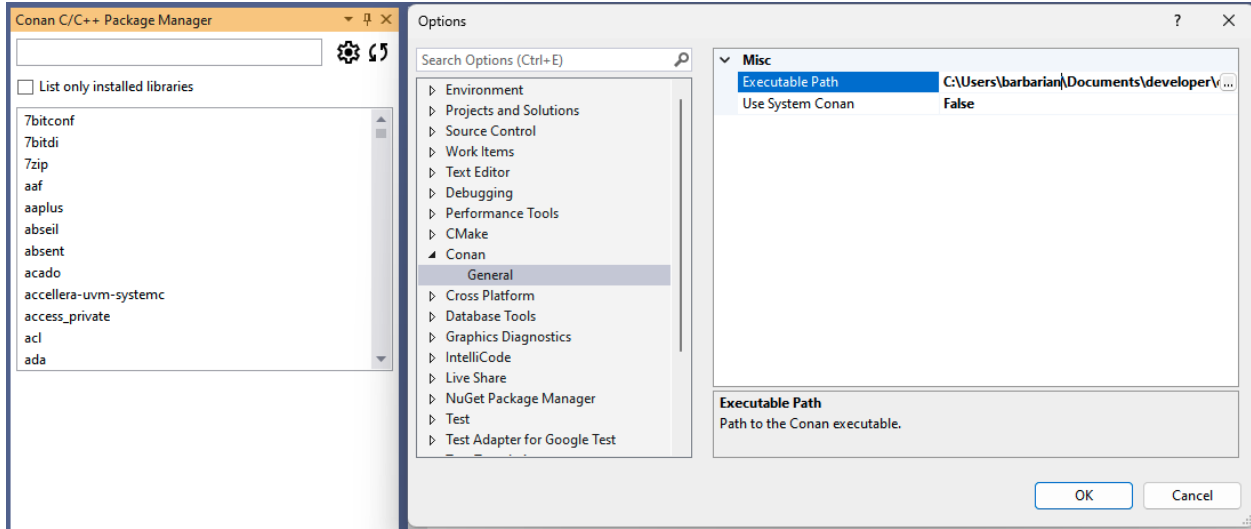 Conan C/C++ Package Manager
List only installed libraries
7bitconf
7bitdi
7zip
aaf
aaplus
abseil
absent
acado
accellera-uvm-systemc
access_private
acl
ada
Options
?
Search Options (Ctrl+E)
Environment
Projects and Solutions
Source Control
Work Items
Text Editor
Debugging
Performance Tools
CMake
Conan
General
Cross Platform
Database Tools
Graphics Diagnostics
IntelliCode
Live Share
NuGet Package Manager
Test
Test Adapter for Google Test
Misc
Executable Path C:\Users\barbarian\Documents\developer\ ...
Use System Conan False
Executable Path
Path to the Conan executable.
OK Cancel